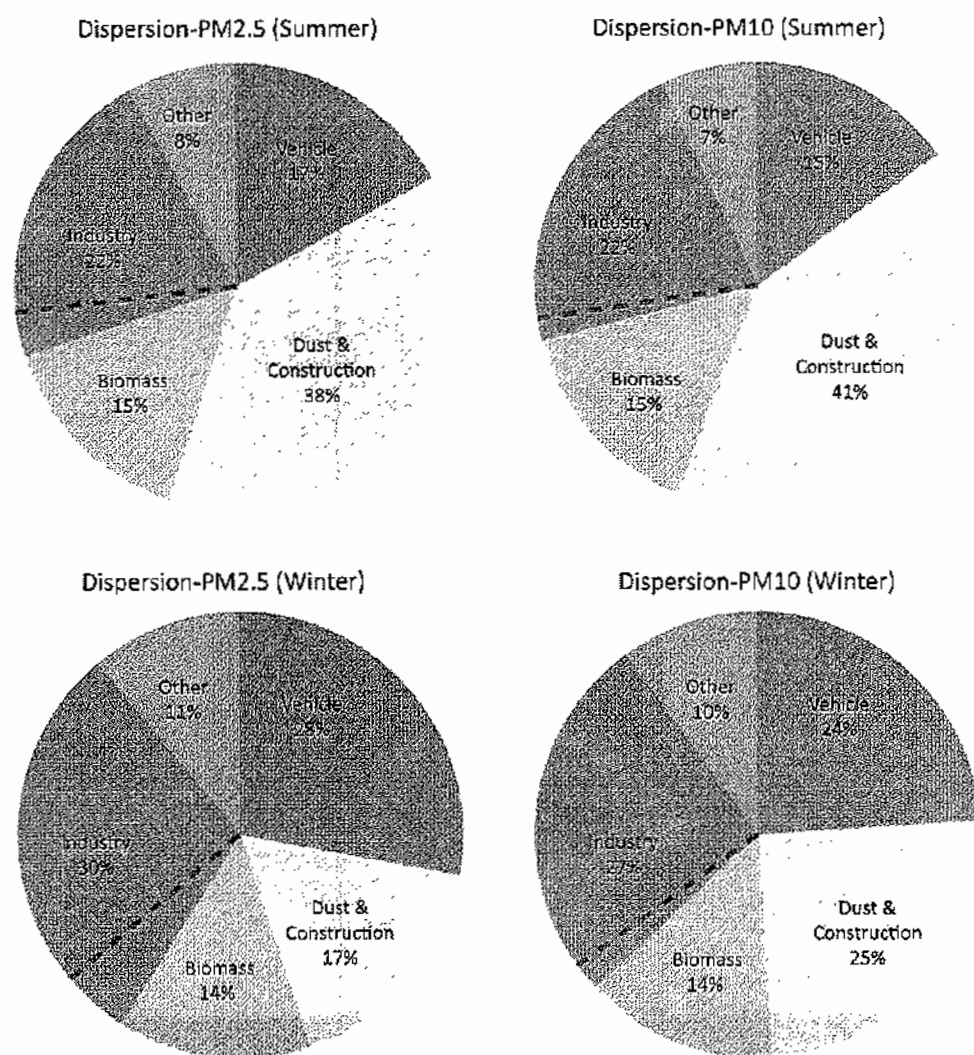 Dispersion-PM2.5 (Summer)
Other
8%
Vehicle
17%
Industry
22%
Dust &
Construction
38%
Biomass
15%
Dispersion-PM10 (Summer)
Other
7%
Vehicle
15%
Industry
22%
Dust &
Construction
41%
Biomass
15%
Dispersion-PM2.5 (Winter)
Other
11%
Vehicle
28%
Industry
30%
Dust &
Construction
17%
Biomass
14%
Dispersion-PM10 (Winter)
Other
10%
Vehicle
24%
Industry
27%
Dust &
Construction
25%
Biomass
14%